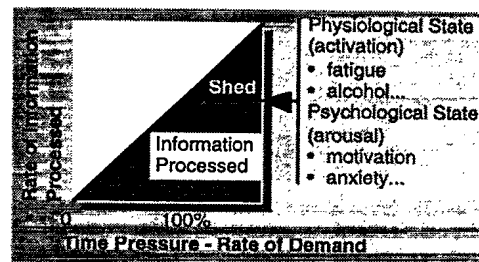 Physiological State
(activation)
• fatigue
• alcohol...
Psychological State
(arousal)
• motivation
• anxiety...
Shed
Information
Processed
Rate of Information
Processed
0
100%
Time Pressure - Rate of Demand